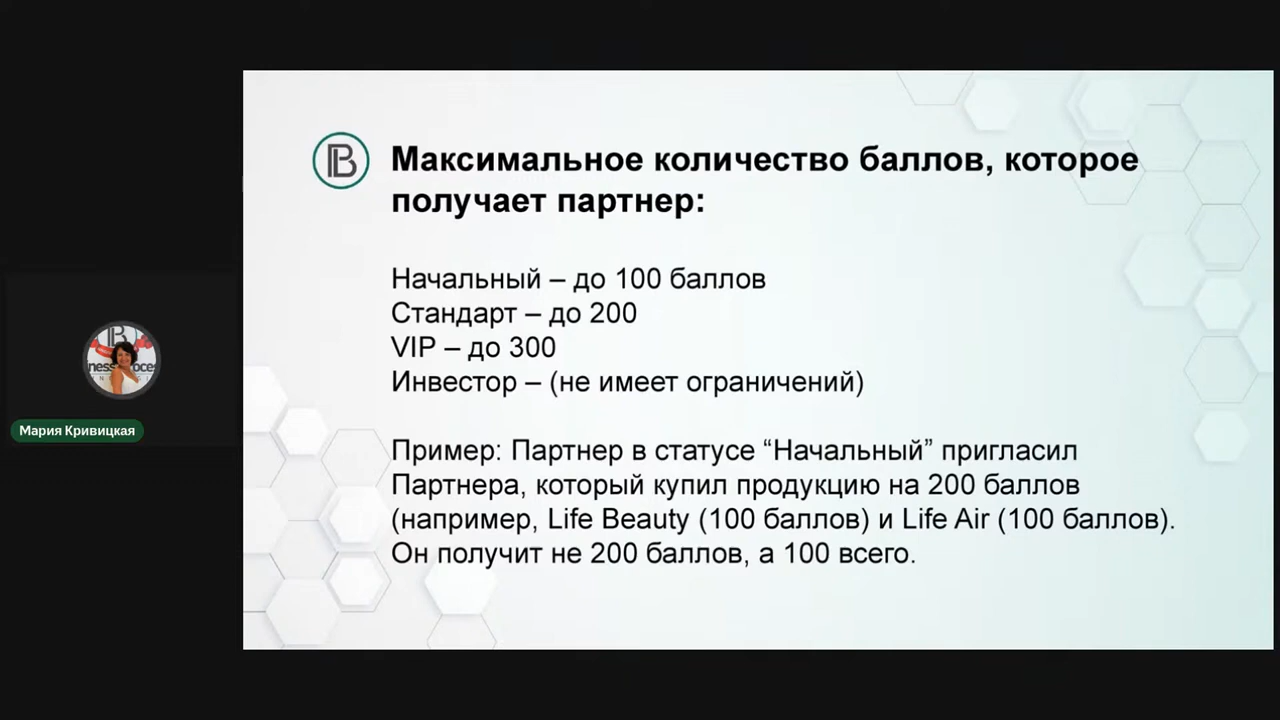 Максимальное количество баллов, которое
получает партнер:
Начальный – до 100 баллов
Стандарт – до 200
VIP – до 300
Инвестор – (не имеет ограничений)
Пример: Партнер в статусе “Начальный” пригласил
Партнера, который купил продукцию на 200 баллов
(например, Life Beauty (100 баллов) и Life Air (100 баллов).
Он получит не 200 баллов, а 100 всего.
Мария Кривицкая